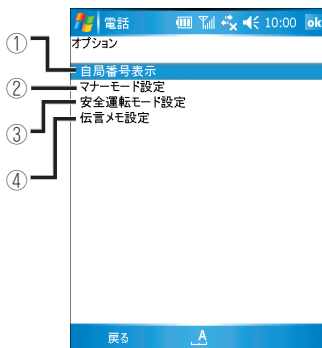 電話 10:00 ok
オプション
① 自局番号表示
② マナーモード設定
③ 安全運転モード設定
④ 伝言メモ設定
戻る A